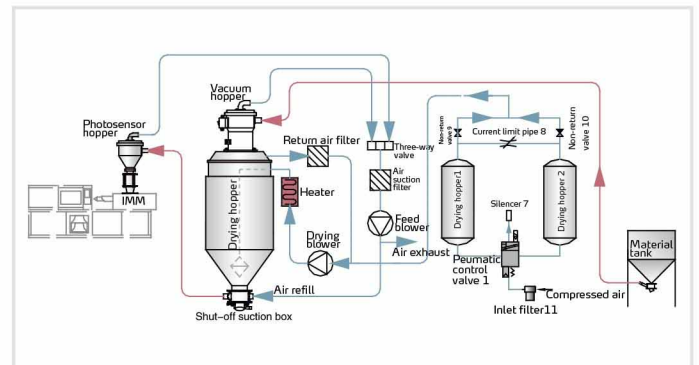 Vacuum
hopper
Photosensor
hopper
IMM
Return air filter
Heater
Drying hopper
Drying
blower
Air refill
Shut-off suction box
Three-way
valve
Air
suction
filter
Feed
blower
Air exhaust
Non-return
valve 9
Current limit pipe 8
Non-return
valve 10
Drying hopper1
Drying hopper 2
Silencer 7
Peumatic
control
valve 1
Compressed air
Inlet filter11
Material
tank